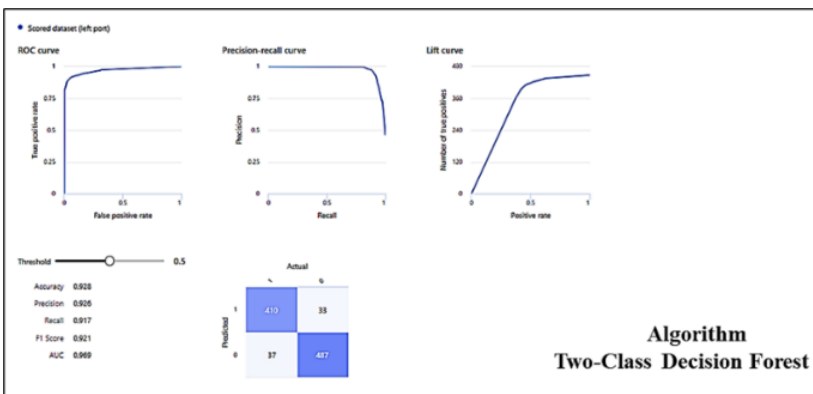 Scored dataset (left port)
ROC curve
Precision-recall curve
Lift curve
True positive rate
1
0.75
0.5
0.25
0
0
0.5
1
False positive rate
Precision
1
0.75
0.5
0.25
0
0
0.5
1
Recall
Number of true positives
480
360
240
120
0
0
0.5
1
Positive rate
Threshold 0.5
Accuracy 0.928
Precision 0.926
Recall 0.917
F1 Score 0.921
AUC 0.969
Actual
1 0
Predicted
1 410 33
0 37 487
Algorithm
Two-Class Decision Forest